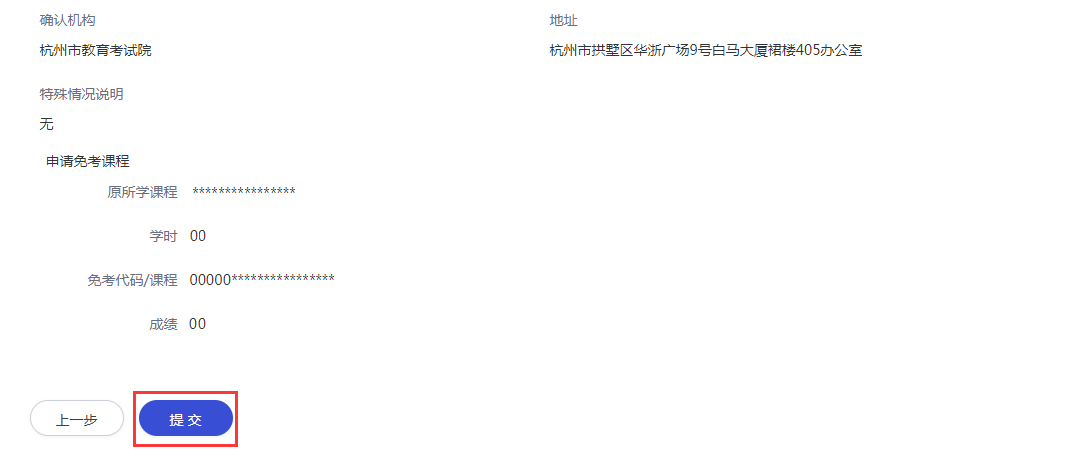 确认机构
地址
杭州市教育考试院
杭州市拱墅区华浙广场9号白马大厦裙楼405办公室
特殊情况说明
无
申请免考课程
原所学课程 ****************
学时 00
免考代码/课程 00000****************
成绩 00
上一步
提 交